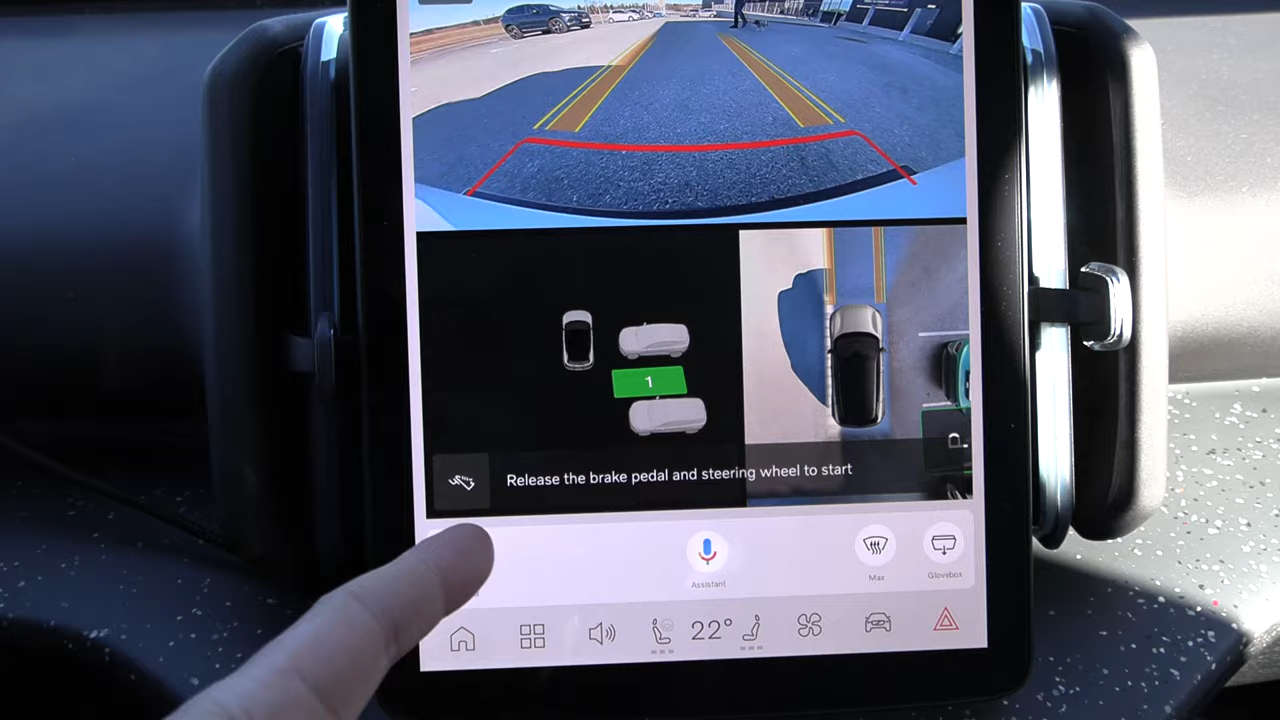 1
Release the brake pedal and steering wheel to start
Assistant
Max
Glovebox
22°